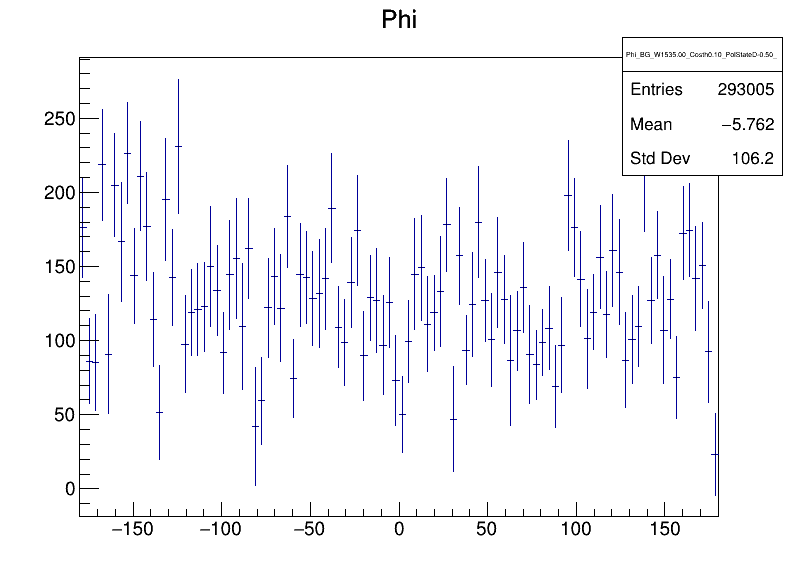 Phi
Phi_BG_W1535.00_Costh0.10_PolStateD-0.50_
Entries 293005
Mean −5.762
Std Dev 106.2
250
200
150
100
50
0
−150 −100 −50 0 50 100 150